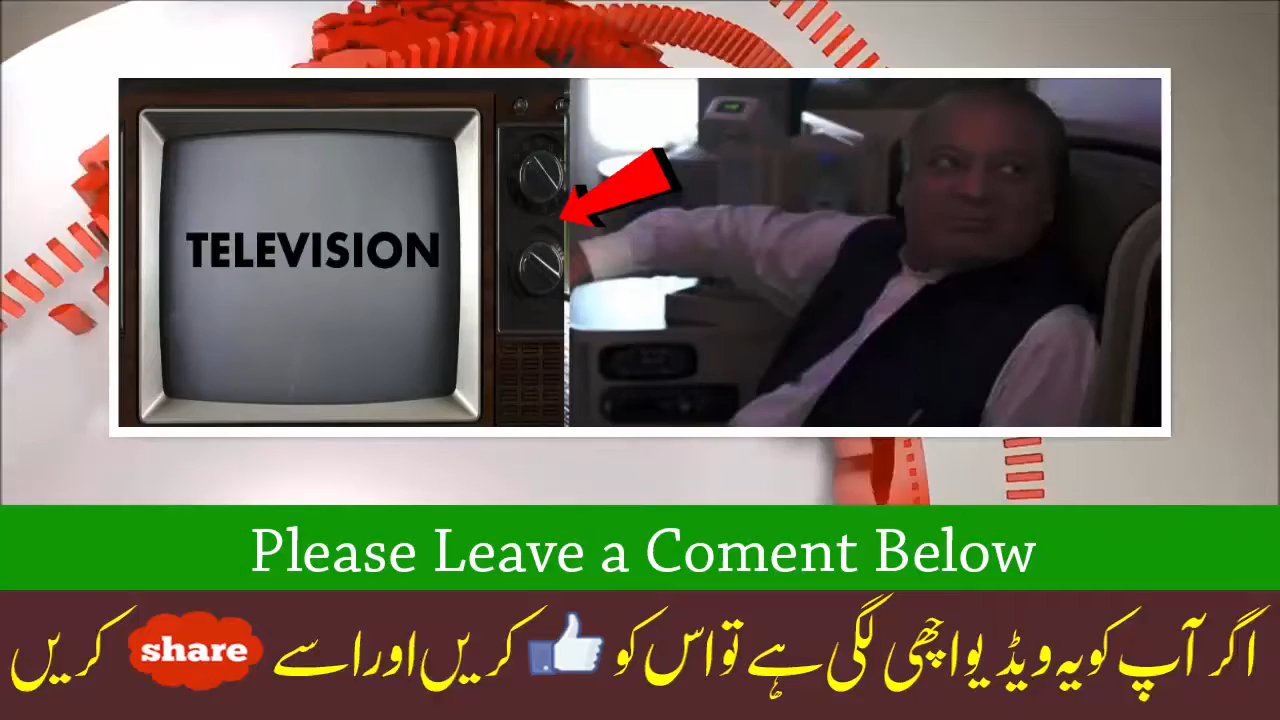 TELEVISION
Please Leave a Coment Below
اگر آپ کو یہ ویڈیو اچھی لگی ہے تو اس کو کریں اور اسے share کریں